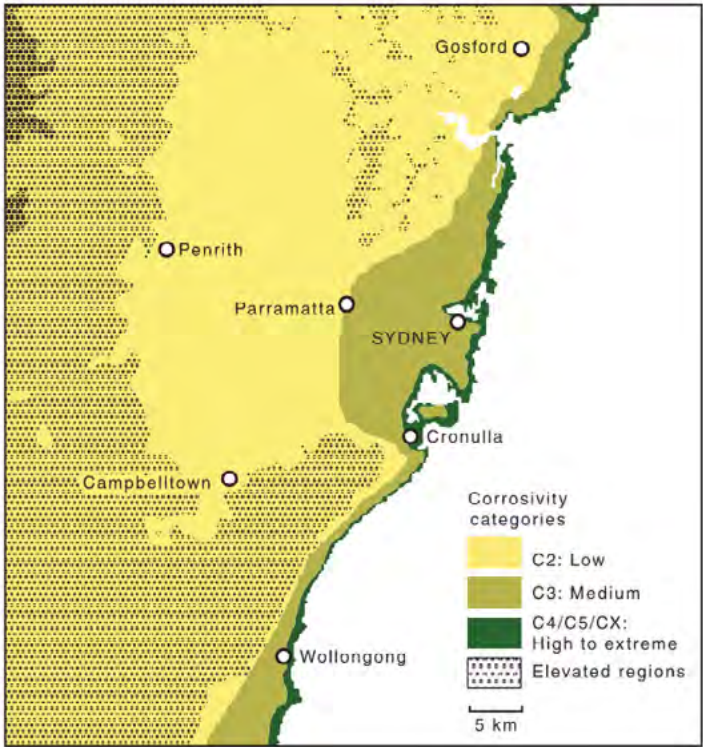 Gosford
Penrith
Parramatta
SYDNEY
Cronulla
Campbelltown
Corrosivity
categories
C2: Low
C3: Medium
C4/C5/CX:
High to extreme
Wollongong
Elevated regions
5 km